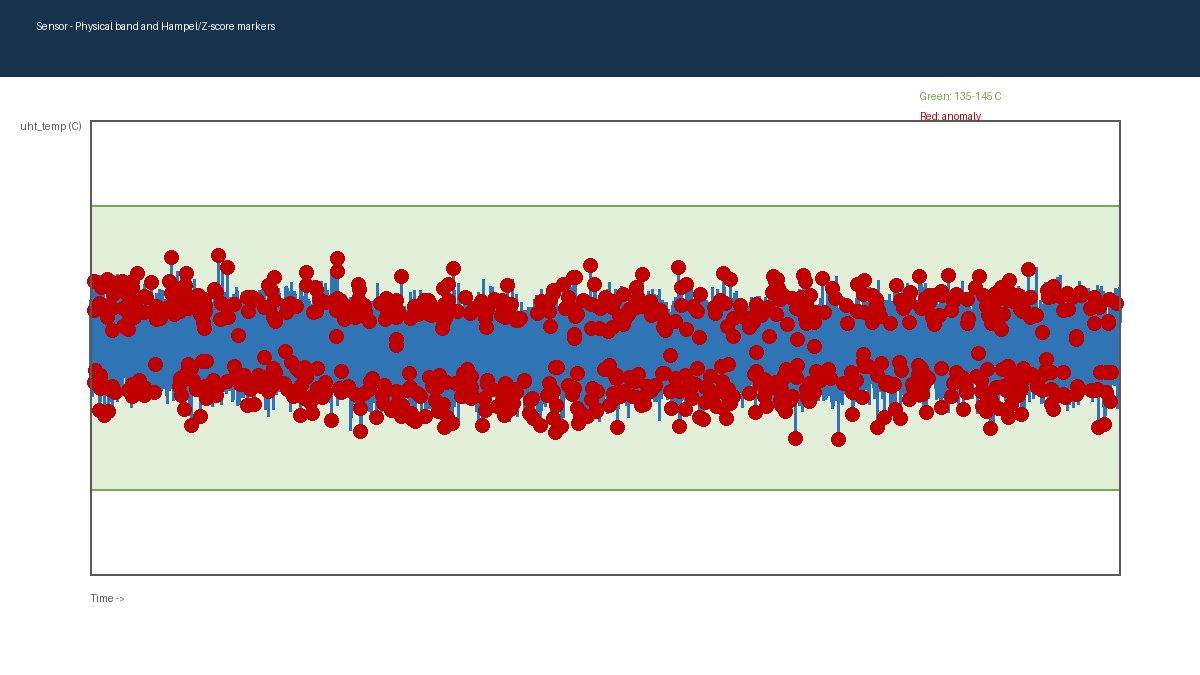 Sensor - Physical band and Hampel/Z-score markers
Green: 135-145 C
Red: anomaly
uht_temp (C)
Time ->